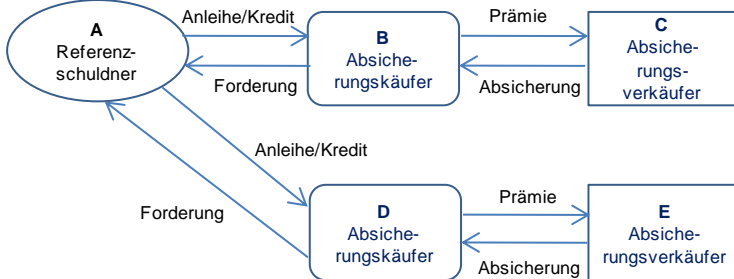 Anleihe/Kredit
Prämie
A
Referenz-
schuldner
B
Absiche-
rungskäufer
C
Absiche-
rungs-
verkäufer
Forderung
Absicherung
Anleihe/Kredit
Forderung
D
Absiche-
rungskäufer
Prämie
E
Absiche-
rungsverkäufer
Absicherung